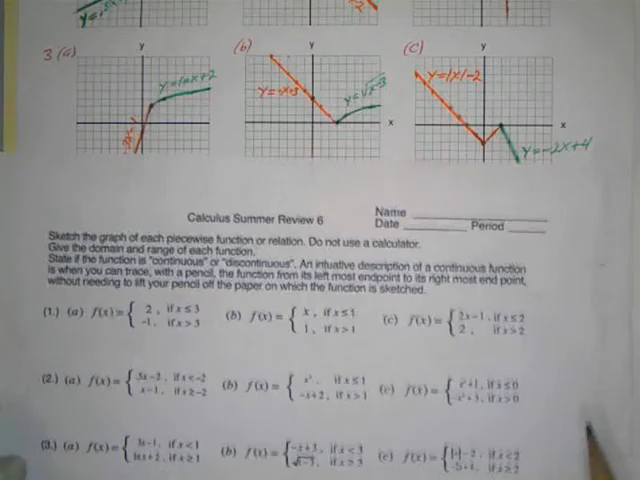 3 (a)
(b)
(c)
y
y
y
y=lnx+2
y=-x+3
y=√x-3
y=|x|-2
y=-2x+4
x
x
Calculus Summer Review 6
Name
Date
Period
Sketch the graph of each piecewise function or relation. Do not use a calculator.
Give the domain and range of each function.
State if the function is "continuous" or "discontinuous". An intuative description of a continuous function
is when you can trace, with a pencil, the function from its left most endpoint to its right most end point,
without needing to lift your pencil off the paper on which the function is sketched.
(1.) (a) f(x) = { 2, if x ≤ 3
-1, if x > 3
(b) f(x) = { x, if x ≤ 1
1, if x > 1
(c) f(x) = { 2x-1, if x ≤ 2
2, if x > 2
(2.) (a) f(x) = { 3x-2, if x < -2
x-1, if x ≥ -2
(b) f(x) = { x², if x ≤ 1
-x+2, if x > 1
(c) f(x) = { x²+1, if x ≤ 0
if x > 0
(3.) (a) f(x) = { 3x-1, if x < 1
lnx+2, if x ≥ 1
(b) f(x) = { -x+3, if x < 3
√x-3, if x ≥ 3
(c) f(x) = { |x|-2, if x < 2
if x ≥ 2